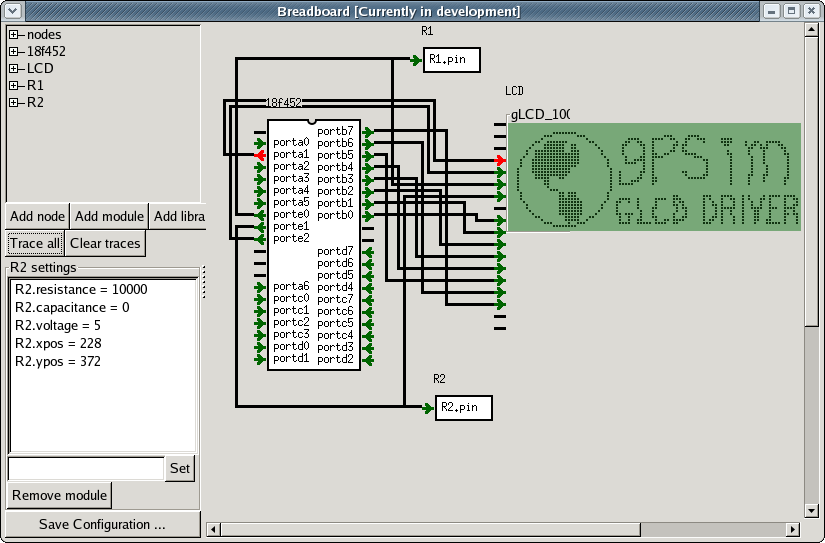 Breadboard [Currently in development]
nodes
18f452
LCD
R1
R2
Add node Add module Add libra
Trace all Clear traces
R2 settings
R2.resistance = 10000
R2.capacitance = 0
R2.voltage = 5
R2.xpos = 228
R2.ypos = 372
Set
Remove module
Save Configuration ...
R1
R1.pin
18f452
portb7
porta0 portb6
porta1 portb5
porta2 portb4
porta3 portb3
porta4 portb2
porta5 portb1
porte0 portb0
porte1
porte2
portd7
portd6
portd5
porta6 portd4
portc0 portc7
portc1 portc6
portc2 portc5
portc3 portc4
portd0 portd3
portd1 portd2
LCD
gLCD_100
gPSim
GLCD DRIVER
R2
R2.pin